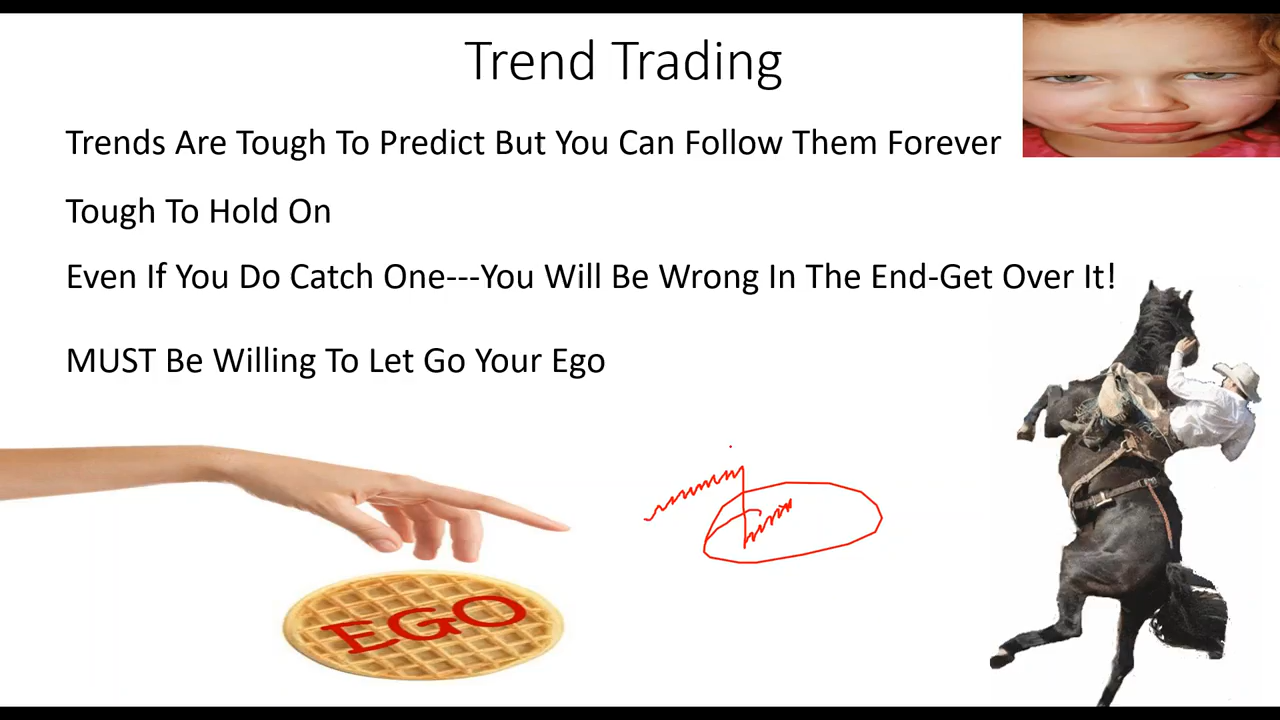 Trend Trading
Trends Are Tough To Predict But You Can Follow Them Forever
Tough To Hold On
Even If You Do Catch One---You Will Be Wrong In The End-Get Over It!
MUST Be Willing To Let Go Your Ego
EGO